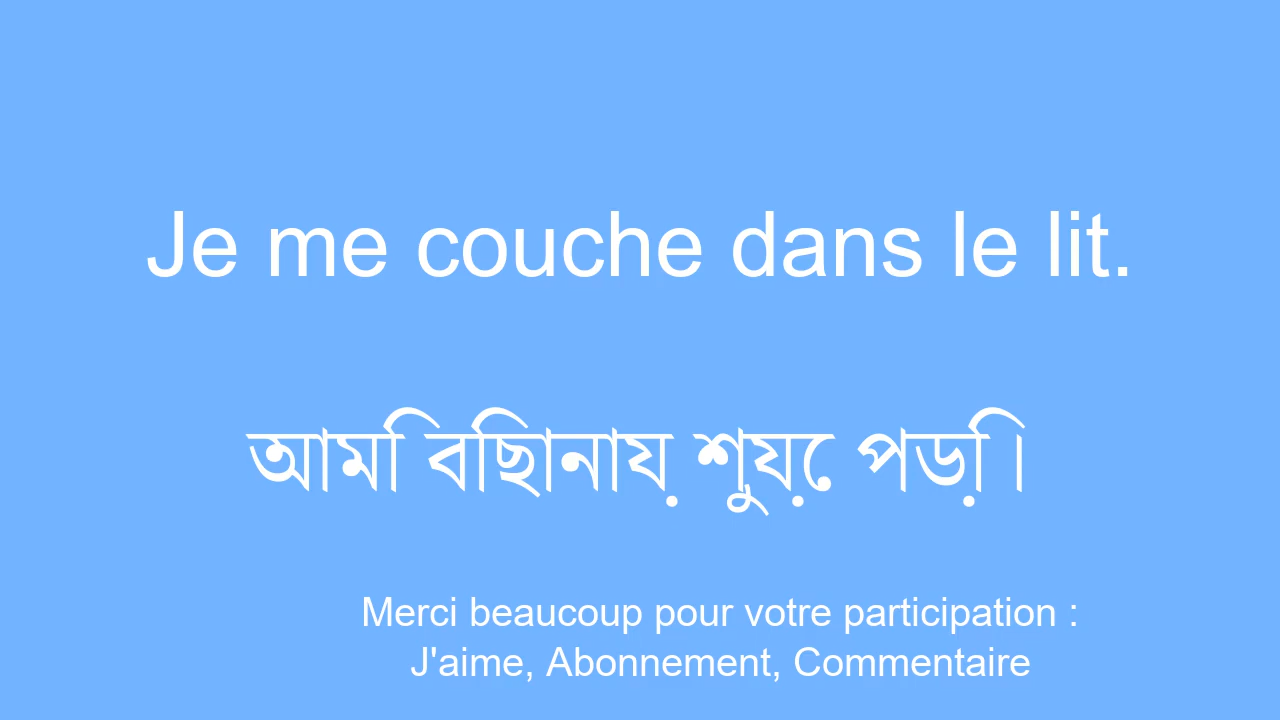 Je me couche dans le lit.
আমি বিছানায় শুয়ে পড়ি।
Merci beaucoup pour votre participation :
J'aime, Abonnement, Commentaire